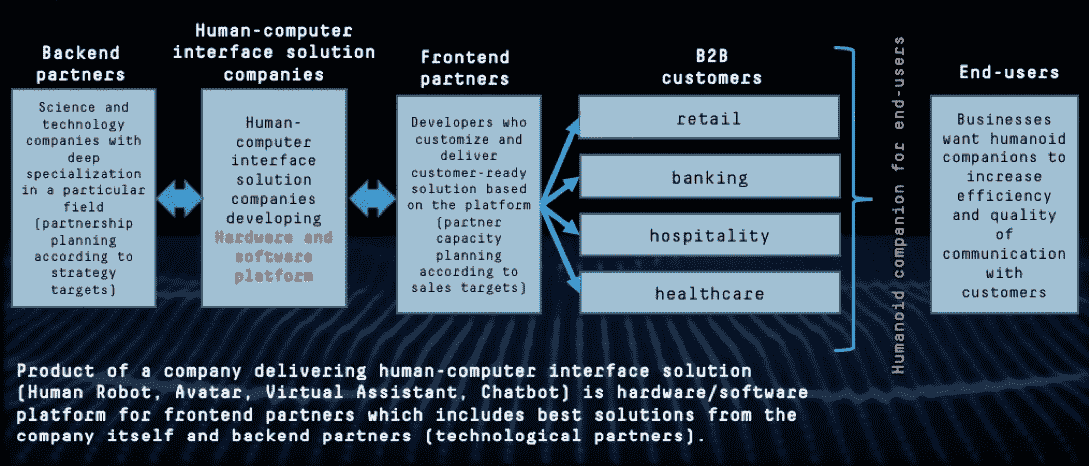 Backend
partners
Science and
technology
companies with
deep
specialization
in a particular
field
(partnership
planning
according to
strategy
targets)
Human-computer
interface solution
companies
Human-
computer
interface
solution
companies
developing
Hardware and
software
platform
Frontend
partners
Developers who
customize and
deliver
customer-ready
solution based
on the platform
(partner
capacity
planning
according to
sales targets)
B2B
customers
retail
banking
hospitality
healthcare
Humanoid companion for end-users
End-users
Businesses
want humanoid
companions to
increase
efficiency
and quality
of
communication
with
customers
Product of a company delivering human-computer interface solution
(Human Robot, Avatar, Virtual Assistant, Chatbot) is hardware/software
platform for frontend partners which includes best solutions from the
company itself and backend partners (technological partners).